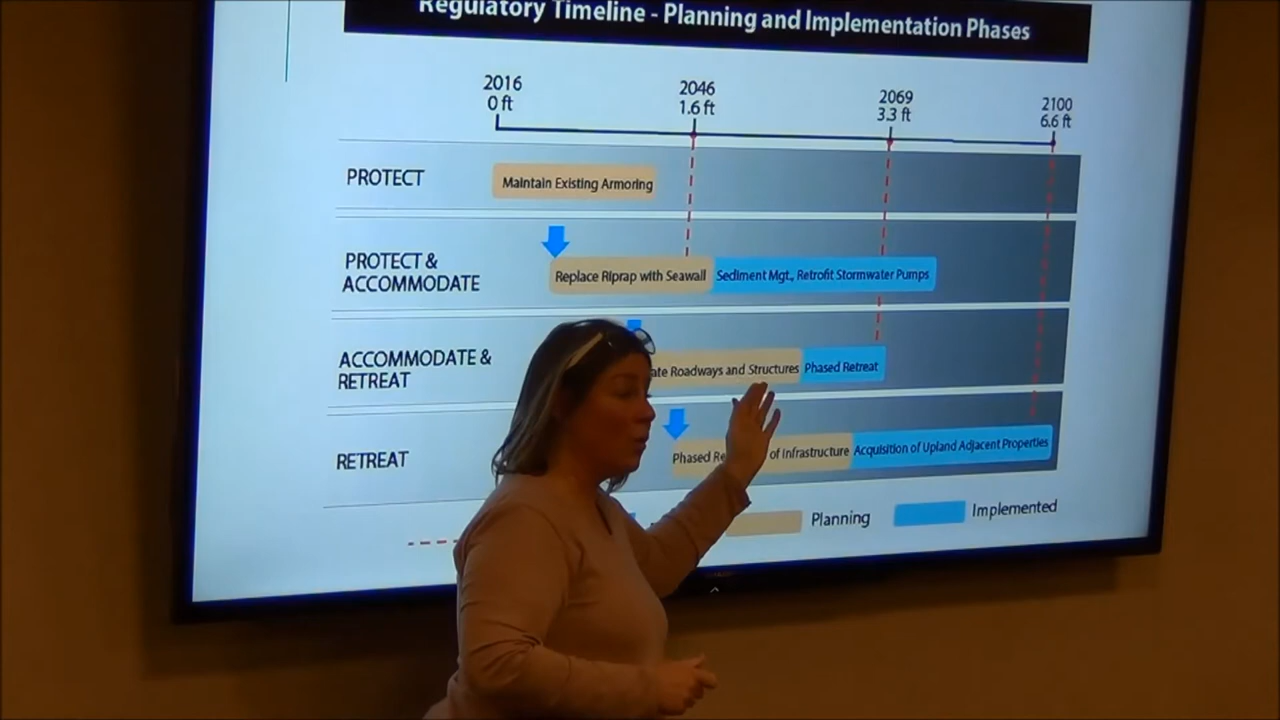 Regulatory Timeline - Planning and Implementation Phases
2016 2046 2069 2100
0 ft 1.6 ft 3.3 ft 6.6 ft
PROTECT Maintain Existing Armoring
PROTECT &
ACCOMMODATE
Replace Riprap with Seawall Sediment Mgt., Retrofit Stormwater Pumps
ACCOMMODATE &
RETREAT
Roadways and Structures Phased Retreat
RETREAT Phased of Infrastructure Acquisition of Upland Adjacent Properties
Planning Implemented